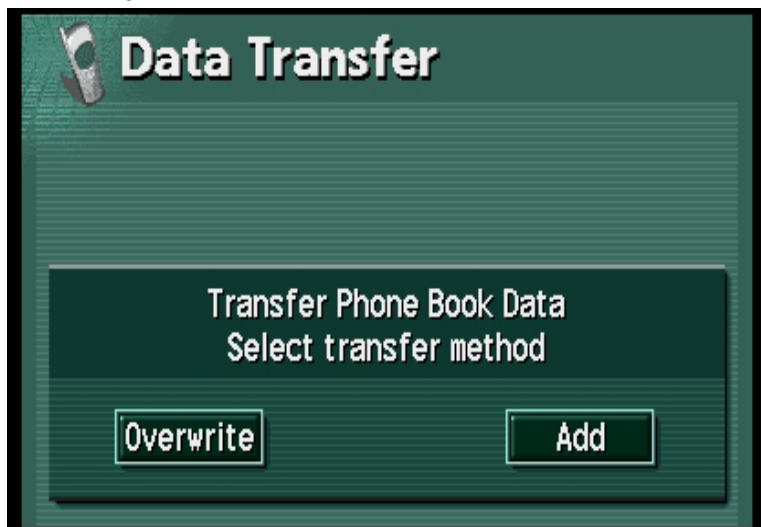 Data Transfer
Transfer Phone Book Data
Select transfer method
Overwrite
Add